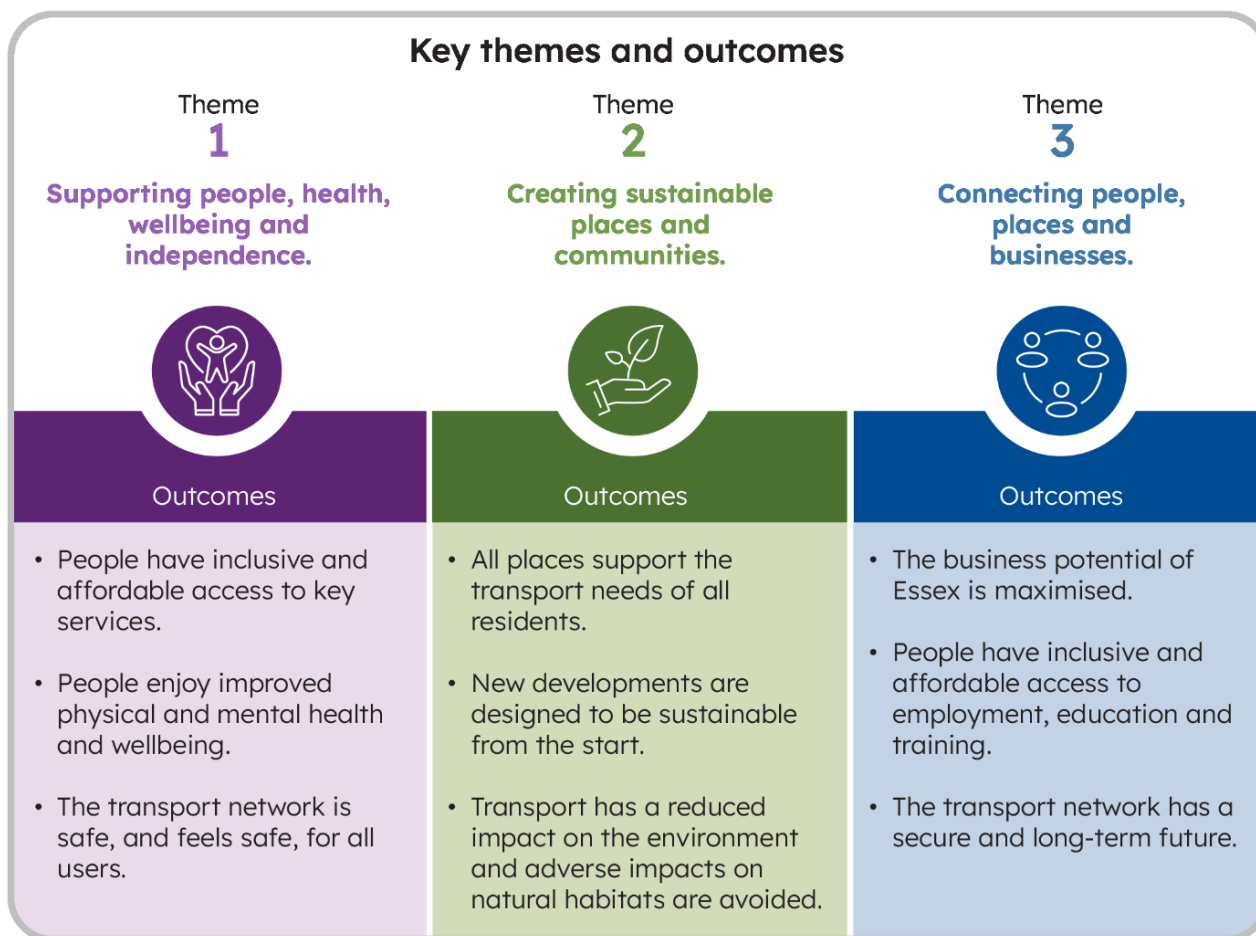 Key themes and outcomes
Theme
1
Supporting people, health,
wellbeing and
independence.
Outcomes
• People have inclusive and
affordable access to key
services.
• People enjoy improved
physical and mental health
and wellbeing.
• The transport network is
safe, and feels safe, for all
users.
Theme
2
Creating sustainable
places and
communities.
Outcomes
• All places support the
transport needs of all
residents.
• New developments are
designed to be sustainable
from the start.
• Transport has a reduced
impact on the environment
and adverse impacts on
natural habitats are avoided.
Theme
3
Connecting people,
places and
businesses.
Outcomes
• The business potential of
Essex is maximised.
• People have inclusive and
affordable access to
employment, education and
training.
• The transport network has a
secure and long-term future.